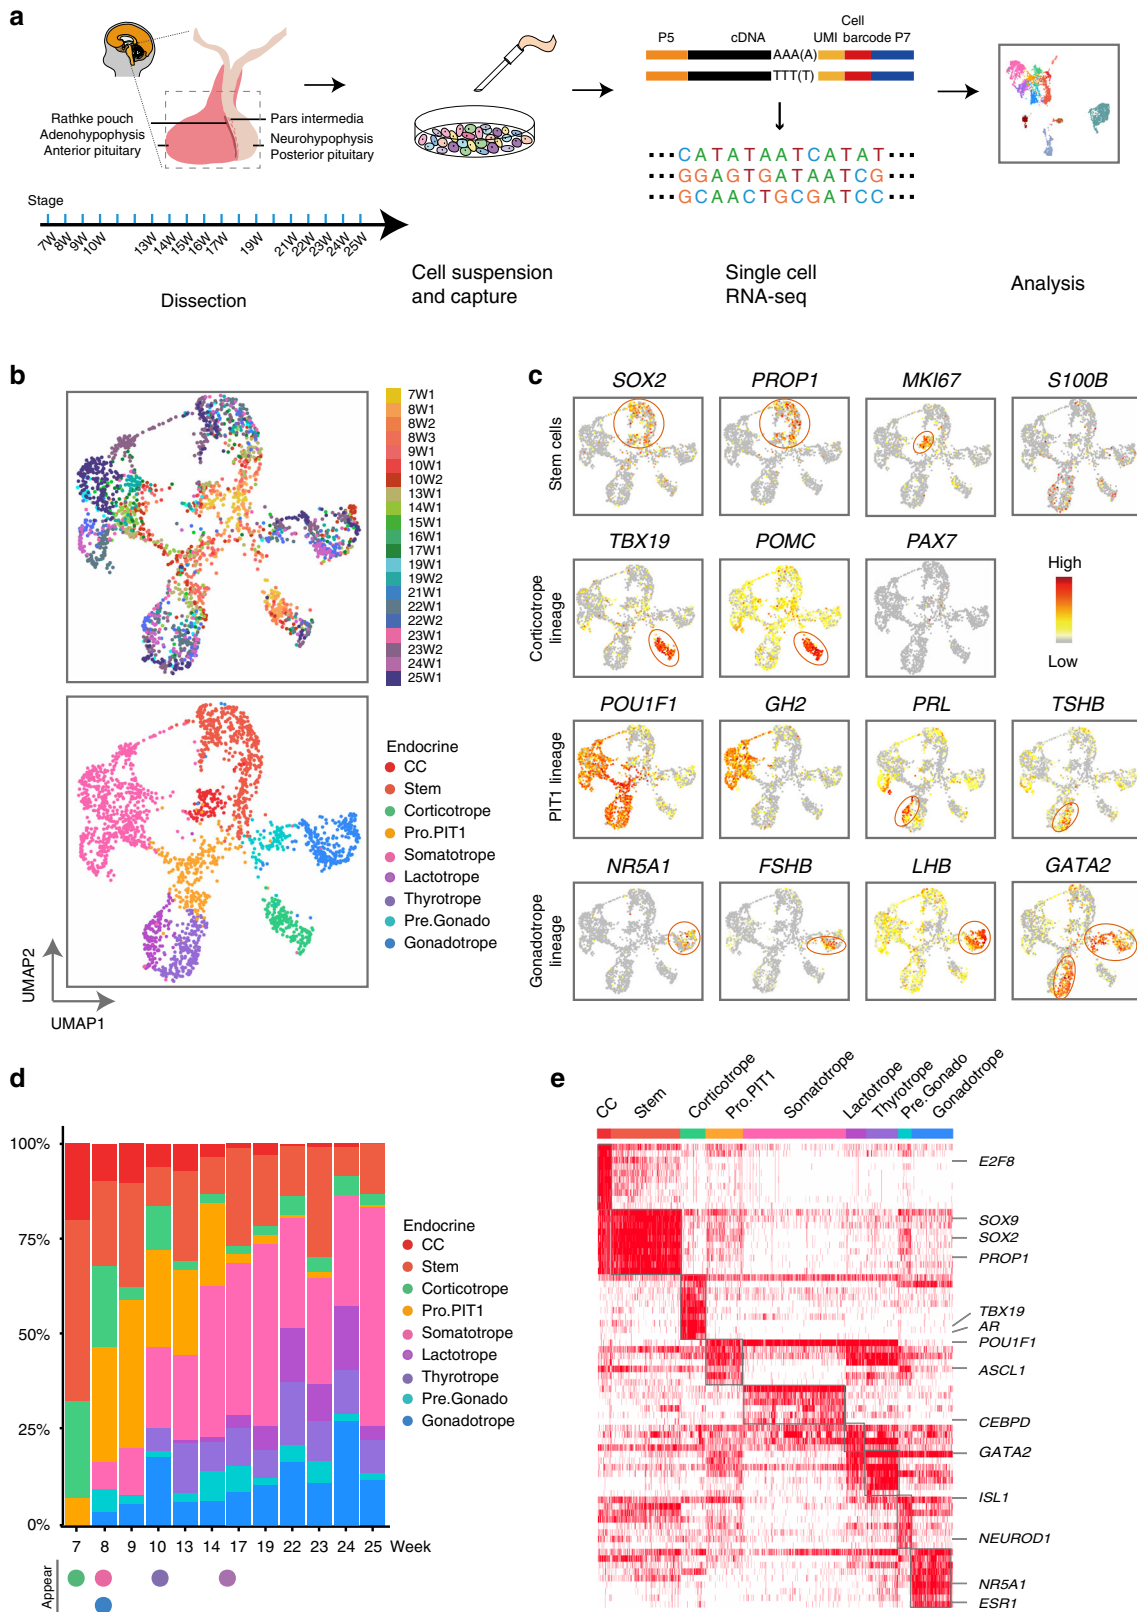 a
P5
cDNA
Cell
UMI barcode P7
AAA(A)
TTT(T)
Rathke pouch
Adenohypophysis
Anterior pituitary
Pars intermedia
Neurohypophysis
Posterior pituitary
CATATAATCATAT
GGAGTGATAATCG
GCAACTGCGATCC
Stage
7W
8W
9W
10W
13W
14W
15W
16W
17W
19W
21W
22W
23W
24W
25W
Dissection
Cell suspension
and capture
Single cell
RNA-seq
Analysis
b
7W1
8W1
8W2
8W3
9W1
10W1
10W2
13W1
14W1
15W1
16W1
17W1
19W1
19W2
21W1
22W1
22W2
23W1
23W2
24W1
25W1
Endocrine
CC
Stem
Corticotrope
Pro.PIT1
Somatotrope
Lactotrope
Thyrotrope
Pre.Gonado
Gonadotrope
UMAP2
UMAP1
c
SOX2
PROP1
MKI67
S100B
Stem cells
TBX19
POMC
PAX7
Corticotrope
lineage
High
Low
POU1F1
GH2
PRL
TSHB
PIT1 lineage
NR5A1
FSHB
LHB
GATA2
Gonadotrope
lineage
d
100%
75%
50%
25%
0%
7
8
9
10
13
14
17
19
22
23
24
25
Week
Appear
Endocrine
CC
Stem
Corticotrope
Pro.PIT1
Somatotrope
Lactotrope
Thyrotrope
Pre.Gonado
Gonadotrope
e
CC
Stem
Corticotrope
Pro.PIT1
Somatotrope
Lactotrope
Thyrotrope
Pre.Gonado
Gonadotrope
E2F8
SOX9
SOX2
PROP1
TBX19
AR
POU1F1
ASCL1
CEBPD
GATA2
ISL1
NEUROD1
NR5A1
ESR1